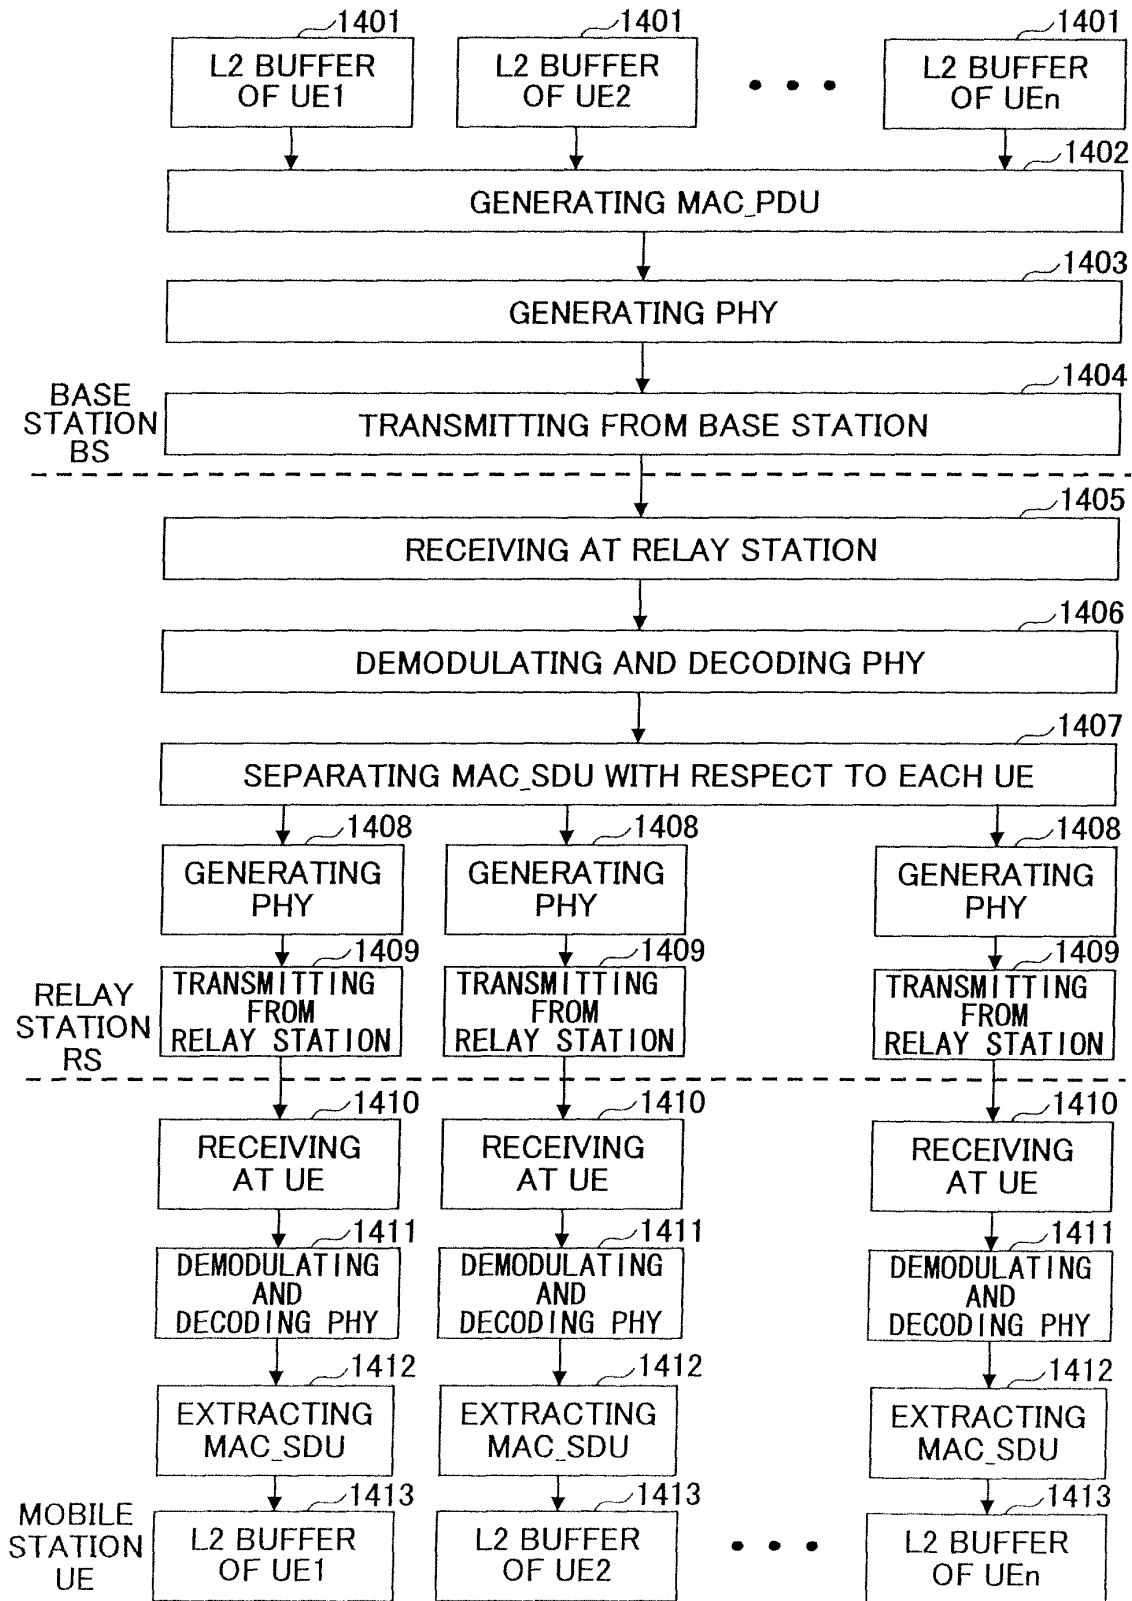 1401
1401
1401
L2 BUFFER
OF UE1
L2 BUFFER
OF UE2
L2 BUFFER
OF UEn
1402
GENERATING MAC_PDU
1403
GENERATING PHY
1404
BASE
STATION
BS
TRANSMITTING FROM BASE STATION
1405
RECEIVING AT RELAY STATION
1406
DEMODULATING AND DECODING PHY
1407
SEPARATING MAC_SDU WITH RESPECT TO EACH UE
1408
1408
1408
GENERATING
PHY
GENERATING
PHY
GENERATING
PHY
1409
1409
1409
RELAY
STATION
RS
TRANSMITTING
FROM
RELAY STATION
TRANSMITTING
FROM
RELAY STATION
TRANSMITTING
FROM
RELAY STATION
1410
1410
1410
RECEIVING
AT UE
RECEIVING
AT UE
RECEIVING
AT UE
1411
1411
1411
DEMODULATING
AND
DECODING PHY
DEMODULATING
AND
DECODING PHY
DEMODULATING
AND
DECODING PHY
1412
1412
1412
EXTRACTING
MAC_SDU
EXTRACTING
MAC_SDU
EXTRACTING
MAC_SDU
1413
1413
1413
MOBILE
STATION
UE
L2 BUFFER
OF UE1
L2 BUFFER
OF UE2
L2 BUFFER
OF UEn